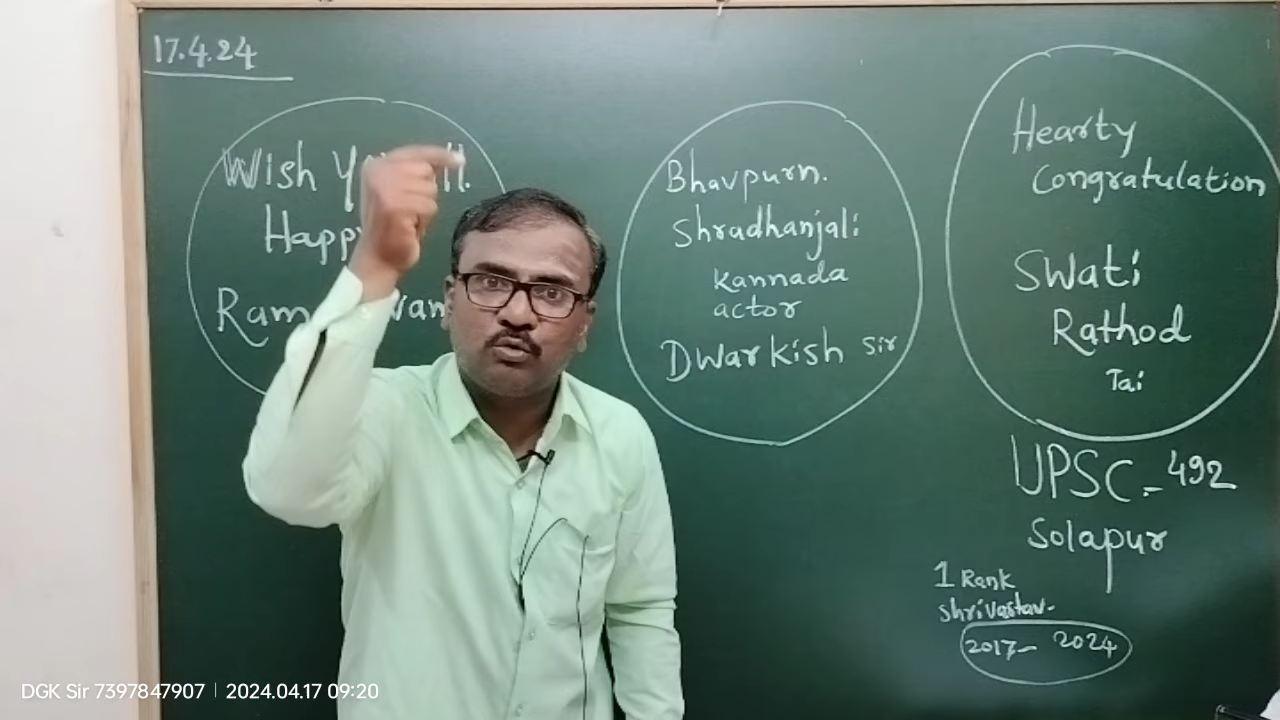 17.4.24
Wish
Happy
Ram
Bhavpurn.
Shradhanjali
Kannada
actor
Dwarkish Sir
Hearty
Congratulation
Swati
Rathod
Tai
UPSC - 492
Solapur
1 Rank
Shrivastav-
2017- 2024
DGK Sir 7397847907 | 2024.04.17 09:20